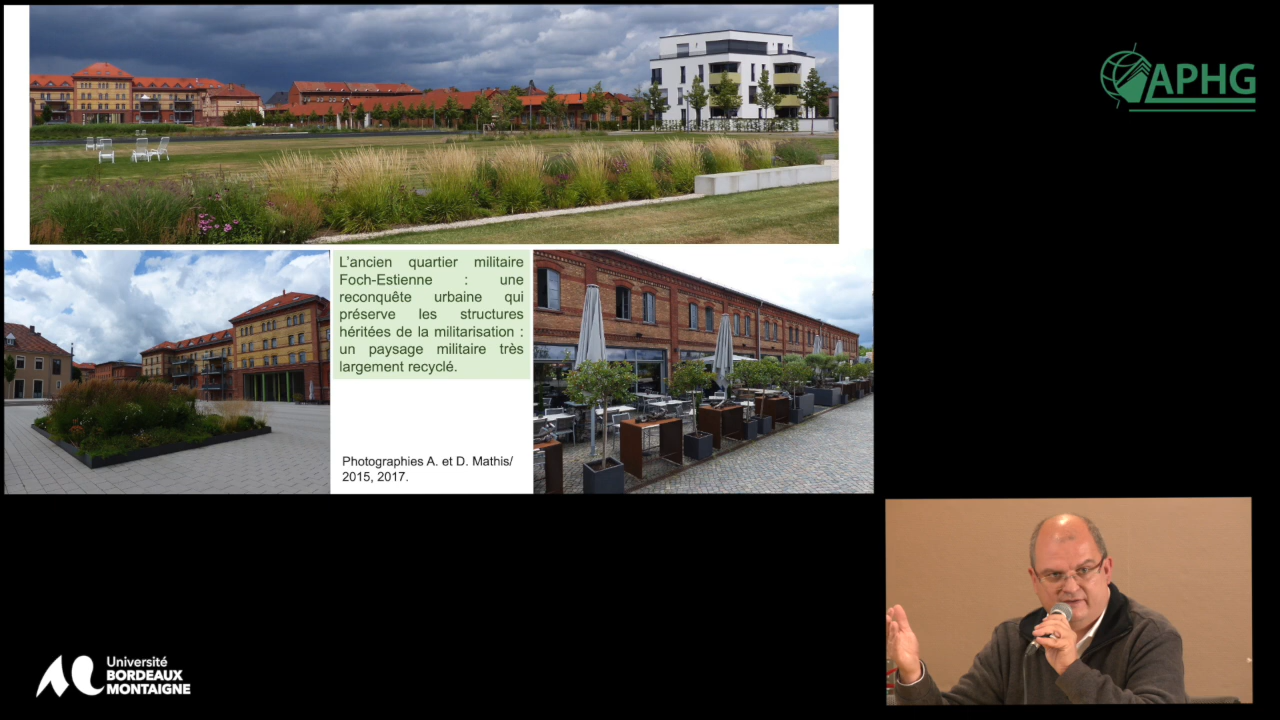 APHG
L'ancien quartier militaire
Foch-Estienne : une
reconquête urbaine qui
préserve les structures
héritées de la militarisation :
un paysage militaire très
largement recyclé.
Photographies A. et D. Mathis/
2015, 2017.
Université
BORDEAUX
MONTAIGNE